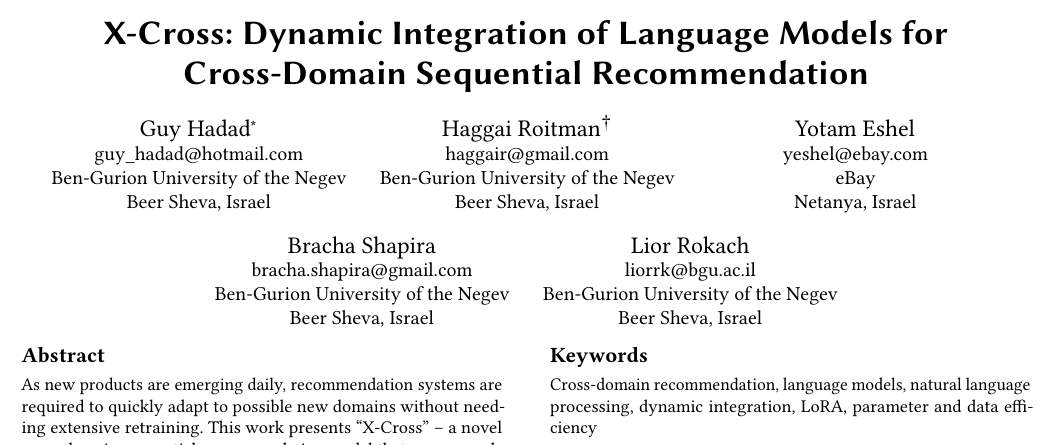 X-Cross: Dynamic Integration of Language Models for
Cross-Domain Sequential Recommendation
Guy Hadad*
guy_hadad@hotmail.com
Ben-Gurion University of the Negev
Beer Sheva, Israel
Haggai Roitman†
haggair@gmail.com
Ben-Gurion University of the Negev
Beer Sheva, Israel
Yotam Eshel
yeshel@ebay.com
eBay
Netanya, Israel
Bracha Shapira
bracha.shapira@gmail.com
Ben-Gurion University of the Negev
Beer Sheva, Israel
Lior Rokach
liorrk@bgu.ac.il
Ben-Gurion University of the Negev
Beer Sheva, Israel
Abstract
As new products are emerging daily, recommendation systems are
required to quickly adapt to possible new domains without need-
ing extensive retraining. This work presents “X-Cross” – a novel
Keywords
Cross-domain recommendation, language models, natural language
processing, dynamic integration, LoRA, parameter and data effi-
ciency